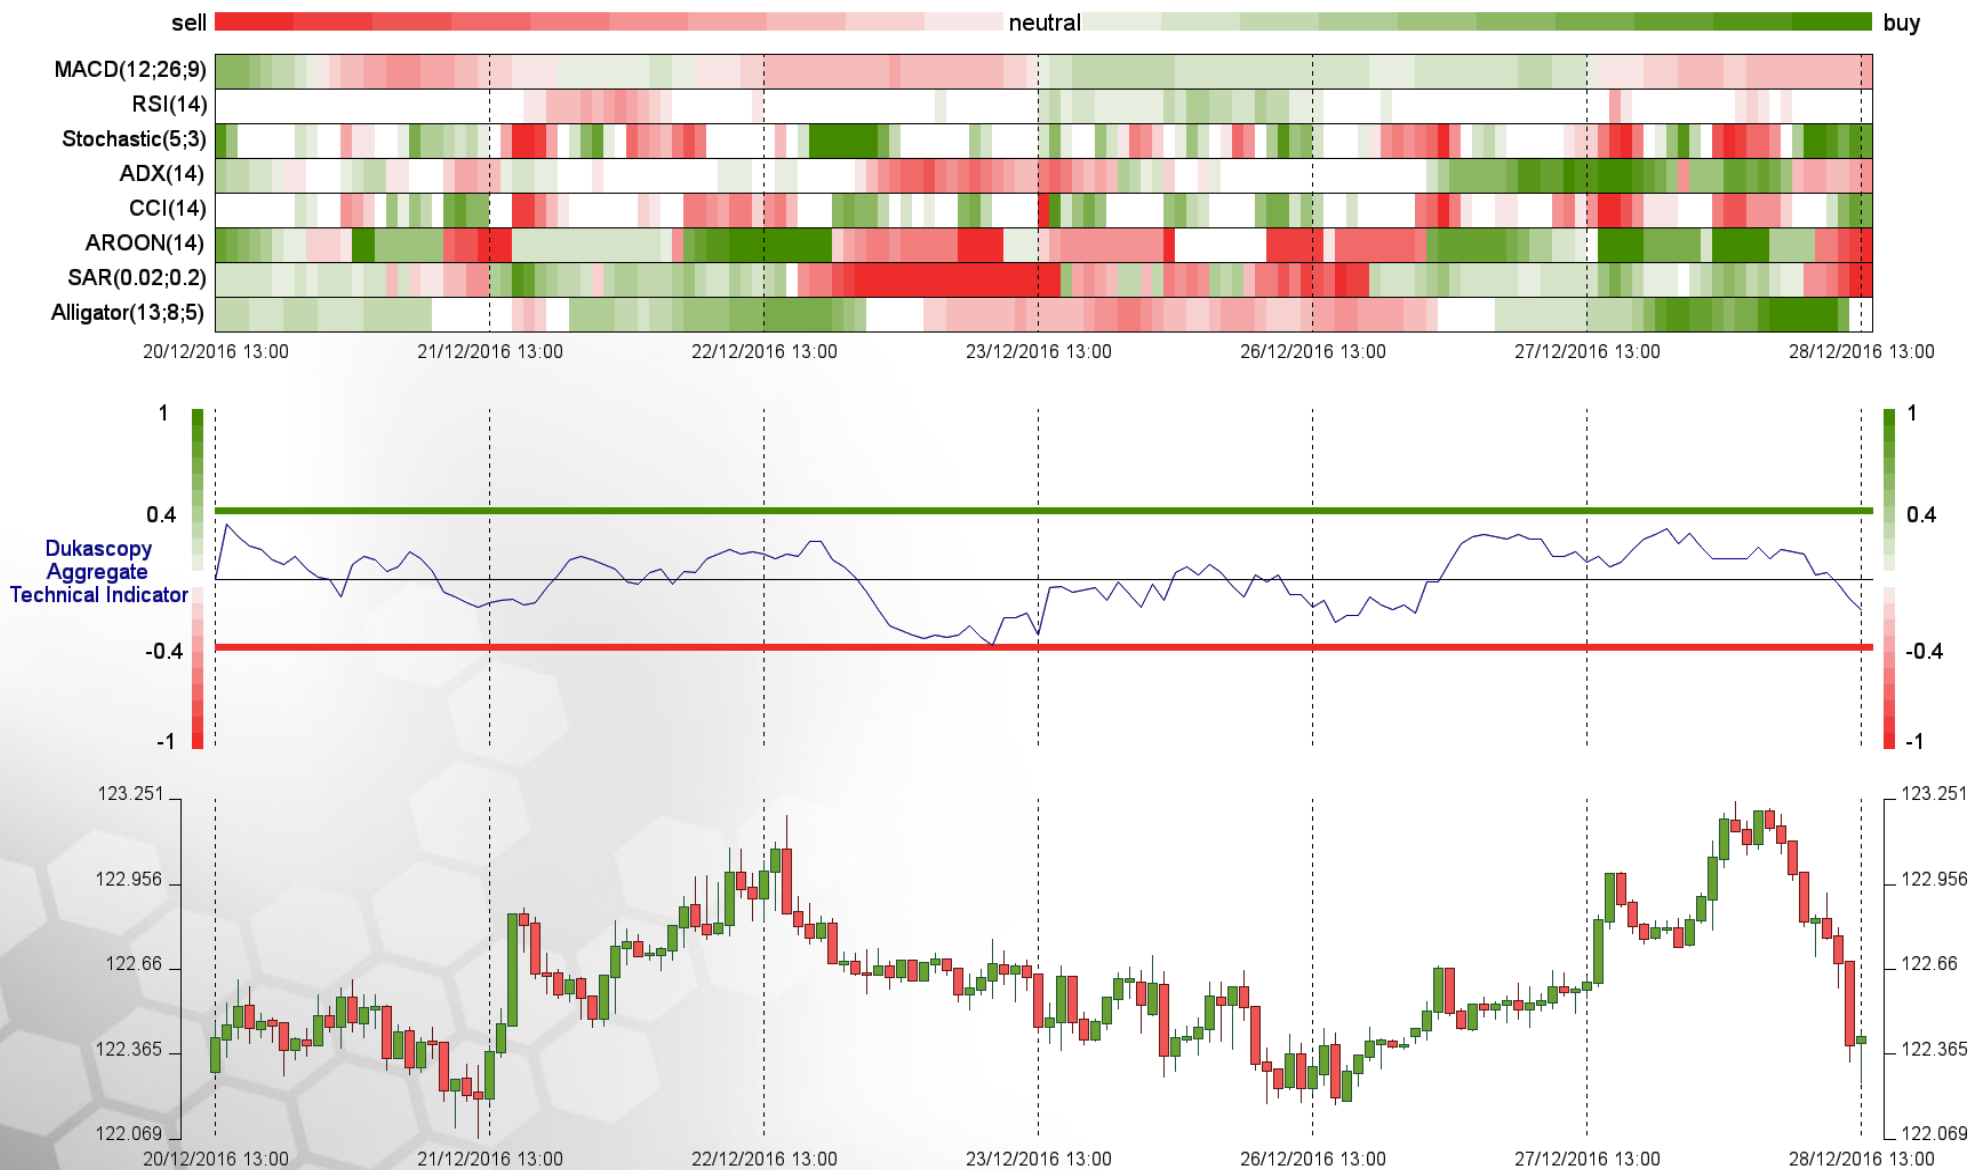 sell neutral buy
MACD(12;26;9)
RSI(14)
Stochastic(5;3)
ADX(14)
CCI(14)
AROON(14)
SAR(0.02;0.2)
Alligator(13;8;5)
20/12/2016 13:00 21/12/2016 13:00 22/12/2016 13:00 23/12/2016 13:00 26/12/2016 13:00 27/12/2016 13:00 28/12/2016 13:00
1 1
0.4 0.4
Dukascopy
Aggregate
Technical Indicator
-0.4 -0.4
-1 -1
123.251 123.251
122.956 122.956
122.66 122.66
122.365 122.365
122.069 122.069
20/12/2016 13:00 21/12/2016 13:00 22/12/2016 13:00 23/12/2016 13:00 26/12/2016 13:00 27/12/2016 13:00 28/12/2016 13:00